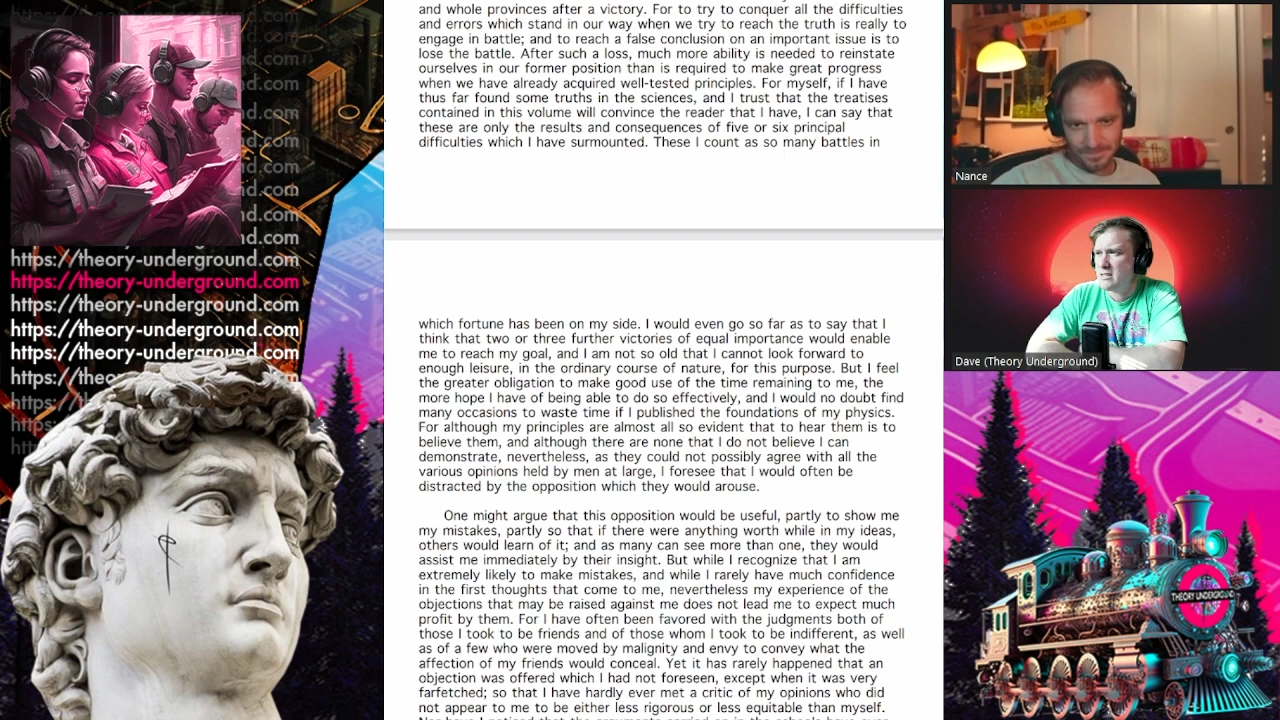 nd.com
nd.com
nd.com
nd.com
nd.com
nd.com
nd.com
nd.com
nd.com
nd.com
https://theory-underground.com
https://theory-underground.com
https://theory-underground.com
https://theory-underground.com
https://theory-underground.com
https://theo
https:/
https:
htt
and whole provinces after a victory. For to try to conquer all the difficulties
and errors which stand in our way when we try to reach the truth is really to
engage in battle; and to reach a false conclusion on an important issue is to
lose the battle. After such a loss, much more ability is needed to reinstate
ourselves in our former position than is required to make great progress
when we have already acquired well-tested principles. For myself, if I have
thus far found some truths in the sciences, and I trust that the treatises
contained in this volume will convince the reader that I have, I can say that
these are only the results and consequences of five or six principal
difficulties which I have surmounted. These I count as so many battles in
which fortune has been on my side. I would even go so far as to say that I
think that two or three further victories of equal importance would enable
me to reach my goal, and I am not so old that I cannot look forward to
enough leisure, in the ordinary course of nature, for this purpose. But I feel
the greater obligation to make good use of the time remaining to me, the
more hope I have of being able to do so effectively, and I would no doubt find
many occasions to waste time if I published the foundations of my physics.
For although my principles are almost all so evident that to hear them is to
believe them, and although there are none that I do not believe I can
demonstrate, nevertheless, as they could not possibly agree with all the
various opinions held by men at large, I foresee that I would often be
distracted by the opposition which they would arouse.
One might argue that this opposition would be useful, partly to show me
my mistakes, partly so that if there were anything worth while in my ideas,
others would learn of it; and as many can see more than one, they would
assist me immediately by their insight. But while I recognize that I am
extremely likely to make mistakes, and while I rarely have much confidence
in the first thoughts that come to me, nevertheless my experience of the
objections that may be raised against me does not lead me to expect much
profit by them. For I have often been favored with the judgments both of
those I took to be friends and of those whom I took to be indifferent, as well
as of a few who were moved by malignity and envy to convey what the
affection of my friends would conceal. Yet it has rarely happened that an
objection was offered which I had not foreseen, except when it was very
farfetched; so that I have hardly ever met a critic of my opinions who did
not appear to me to be either less rigorous or less equitable than myself.
Nance
Dave (Theory Underground)
THEORY UNDERGROUND